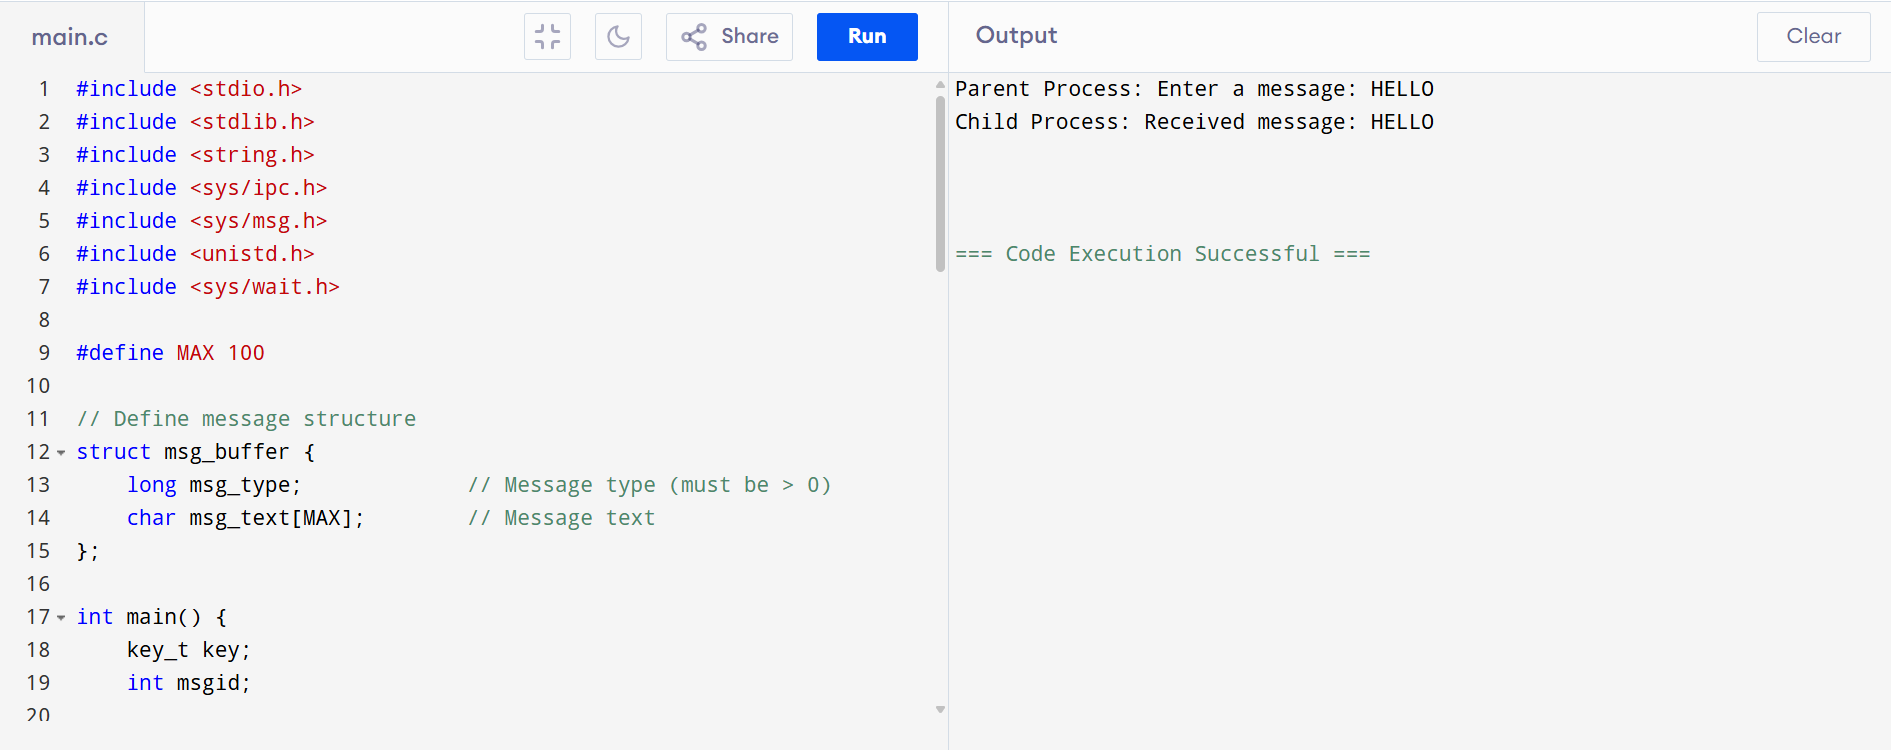 main.c
Share
Run
Output
Clear
1 #include <stdio.h>
2 #include <stdlib.h>
3 #include <string.h>
4 #include <sys/ipc.h>
5 #include <sys/msg.h>
6 #include <unistd.h>
7 #include <sys/wait.h>
8
9 #define MAX 100
10
11 // Define message structure
12 struct msg_buffer {
13     long msg_type;             // Message type (must be > 0)
14     char msg_text[MAX];        // Message text
15 };
16
17 int main() {
18     key_t key;
19     int msgid;
20
Parent Process: Enter a message: HELLO
Child Process: Received message: HELLO
=== Code Execution Successful ===